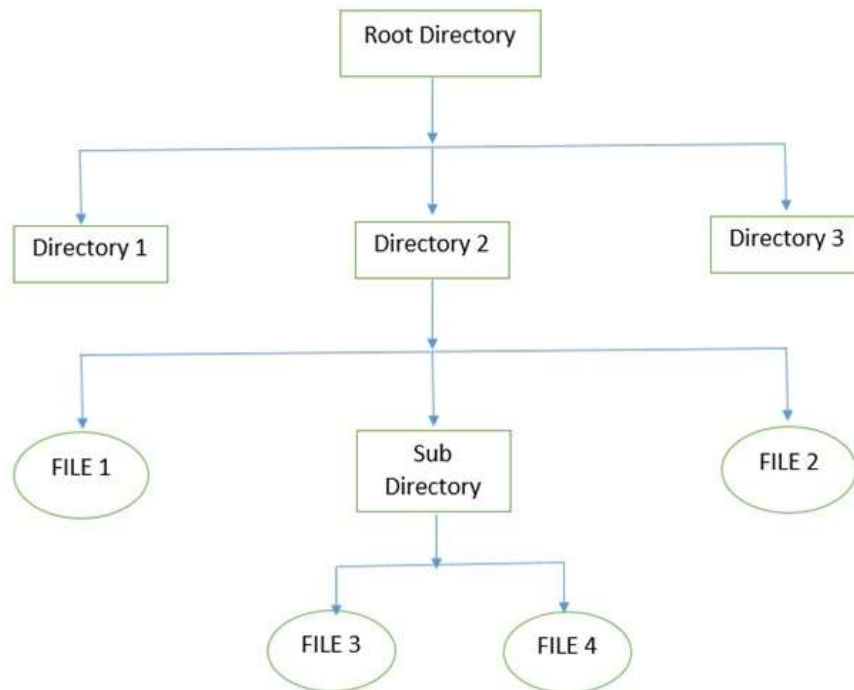 Root Directory
Directory 1
Directory 2
Directory 3
FILE 1
Sub
Directory
FILE 2
FILE 3
FILE 4